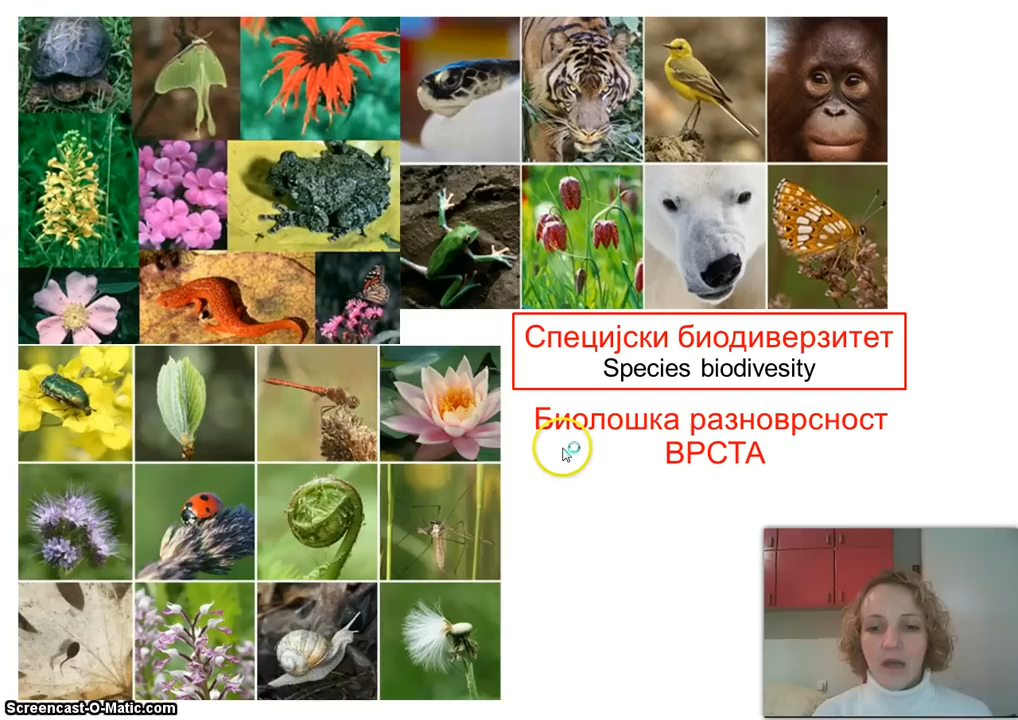 Специјски биодиверзитет
Species biodivesity
Биолошка разноврсност
ВРСТА
Screencast-O-Matic.com